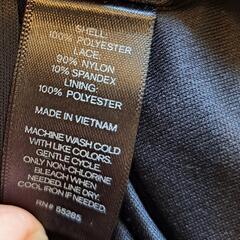 SHELL:
100% POLYESTER
LACE:
90% NYLON
10% SPANDEX
LINING:
100% POLYESTER
MADE IN VIETNAM
MACHINE WASH COLD
WITH LIKE COLORS.
GENTLE CYCLE.
ONLY NON-CHLORINE
BLEACH WHEN
NEEDED. LINE DRY.
COOL IRON IF NEEDED.
RN# 95285